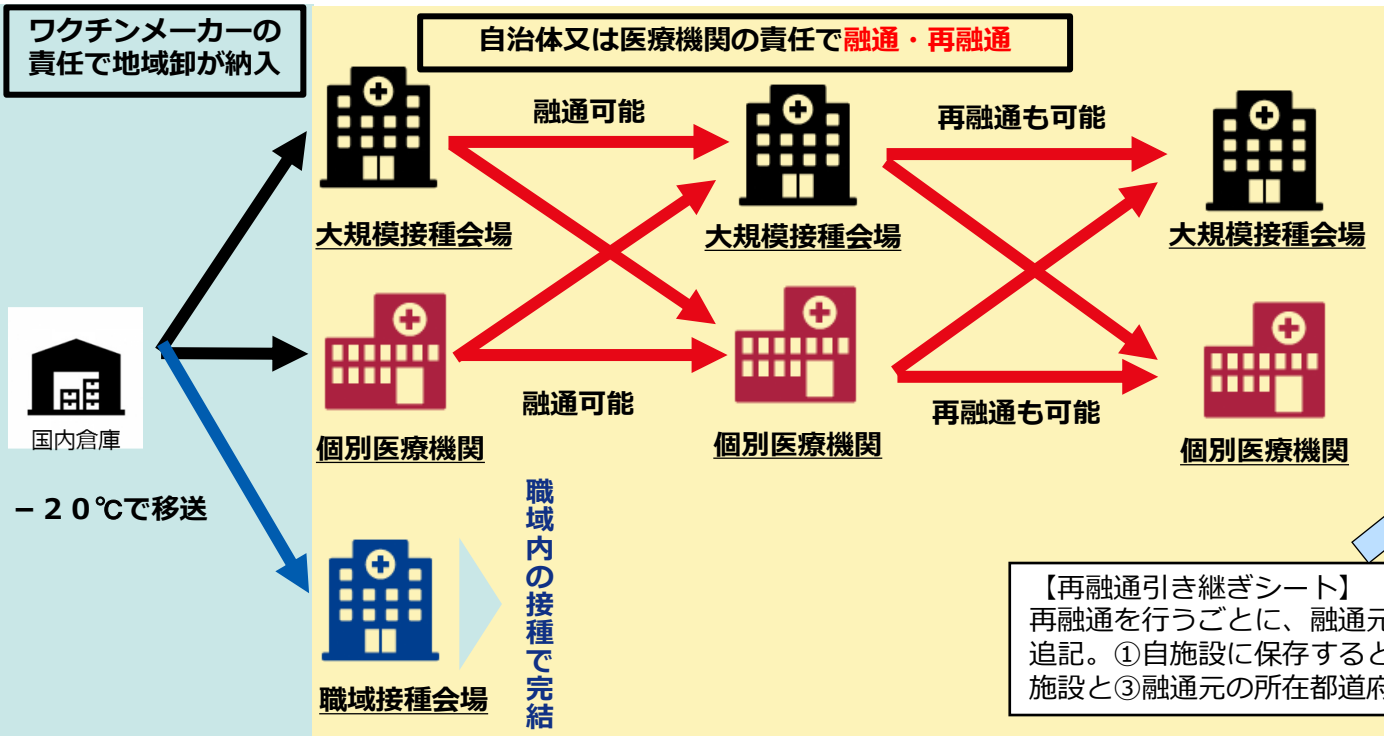 ワクチンメーカーの
責任で地域卸が納入
自治体又は医療機関の責任で融通・再融通
融通可能
再融通も可能
大規模接種会場
大規模接種会場
大規模接種会場
国内倉庫
融通可能
再融通も可能
個別医療機関
個別医療機関
個別医療機関
－２０℃で移送
職域内の接種で完結
職域接種会場
【再融通引き継ぎシート】
再融通を行うごとに、融通元
追記。①自施設に保存すると
施設と③融通元の所在都道府